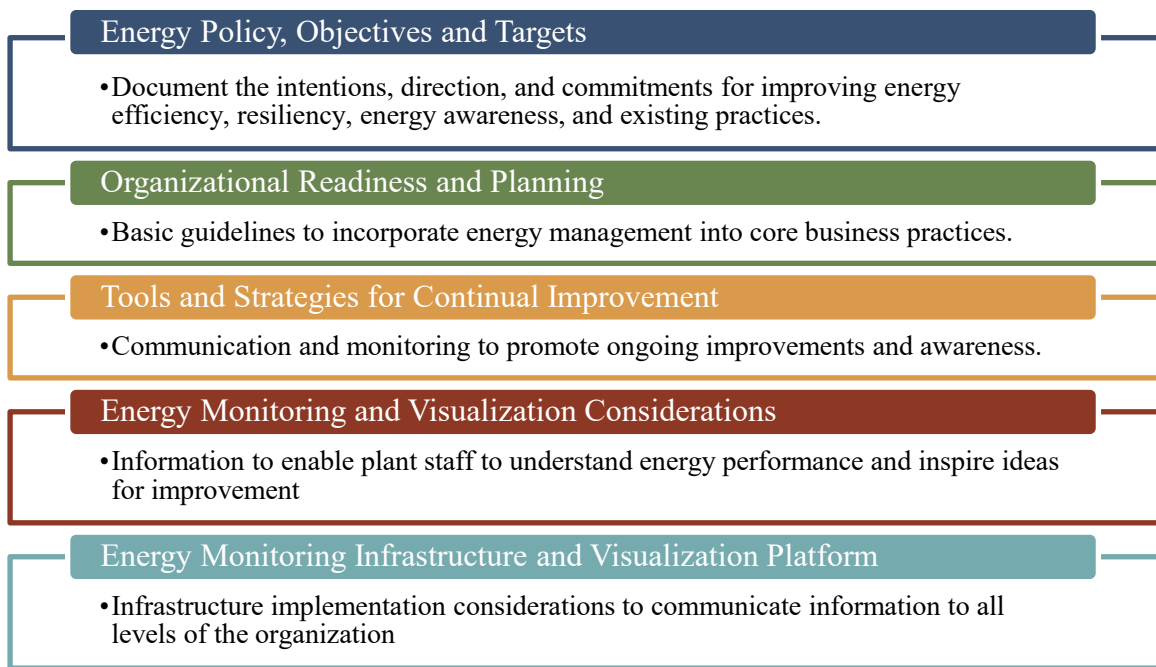 Energy Policy, Objectives and Targets
•Document the intentions, direction, and commitments for improving energy
efficiency, resiliency, energy awareness, and existing practices.
Organizational Readiness and Planning
•Basic guidelines to incorporate energy management into core business practices.
Tools and Strategies for Continual Improvement
•Communication and monitoring to promote ongoing improvements and awareness.
Energy Monitoring and Visualization Considerations
•Information to enable plant staff to understand energy performance and inspire ideas
for improvement
Energy Monitoring Infrastructure and Visualization Platform
•Infrastructure implementation considerations to communicate information to all
levels of the organization